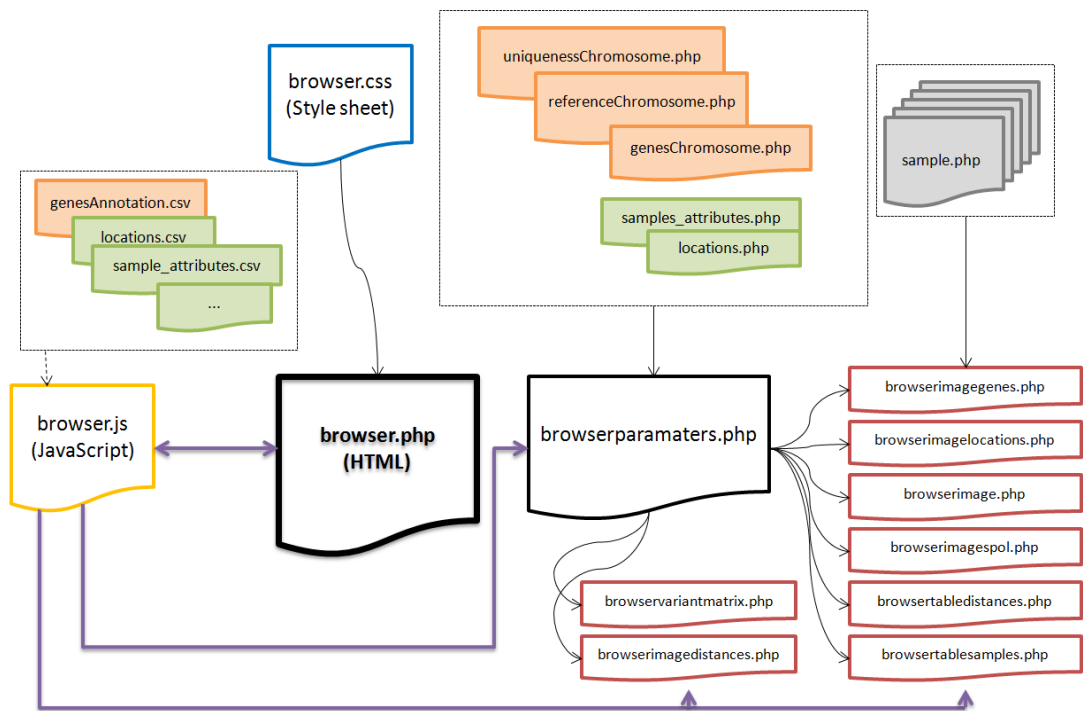 browser.css
(Style sheet)
uniquenessChromosome.php
referenceChromosome.php
genesChromosome.php
samples_attributes.php
locations.php
sample.php
genesAnnotation.csv
locations.csv
sample_attributes.csv
...
browser.js
(JavaScript)
browser.php
(HTML)
browserparamaters.php
browserimagegenes.php
browserimagelocations.php
browserimage.php
browserimagespol.php
browsertabledistances.php
browsertablesamples.php
browservariantmatrix.php
browserimagedistances.php